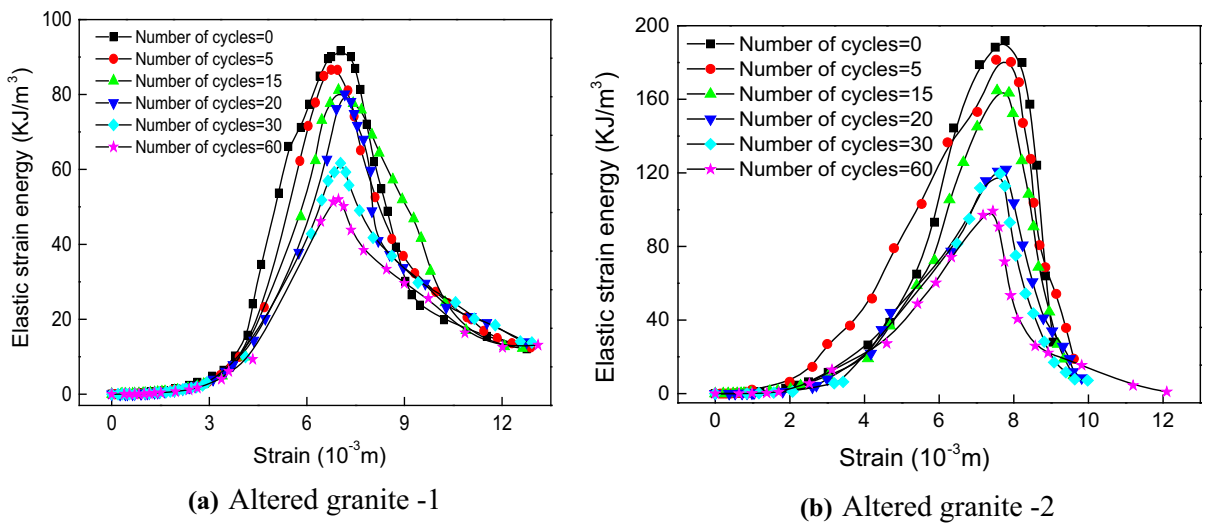 Elastic strain energy (KJ/m³)
100
80
60
40
20
0
Number of cycles=0
Number of cycles=5
Number of cycles=15
Number of cycles=20
Number of cycles=30
Number of cycles=60
0 3 6 9 12
Strain (10⁻³m)
(a) Altered granite -1
Elastic strain energy (KJ/m³)
200
160
120
80
40
0
Number of cycles=0
Number of cycles=5
Number of cycles=15
Number of cycles=20
Number of cycles=30
Number of cycles=60
0 2 4 6 8 10 12
Strain (10⁻³m)
(b) Altered granite -2